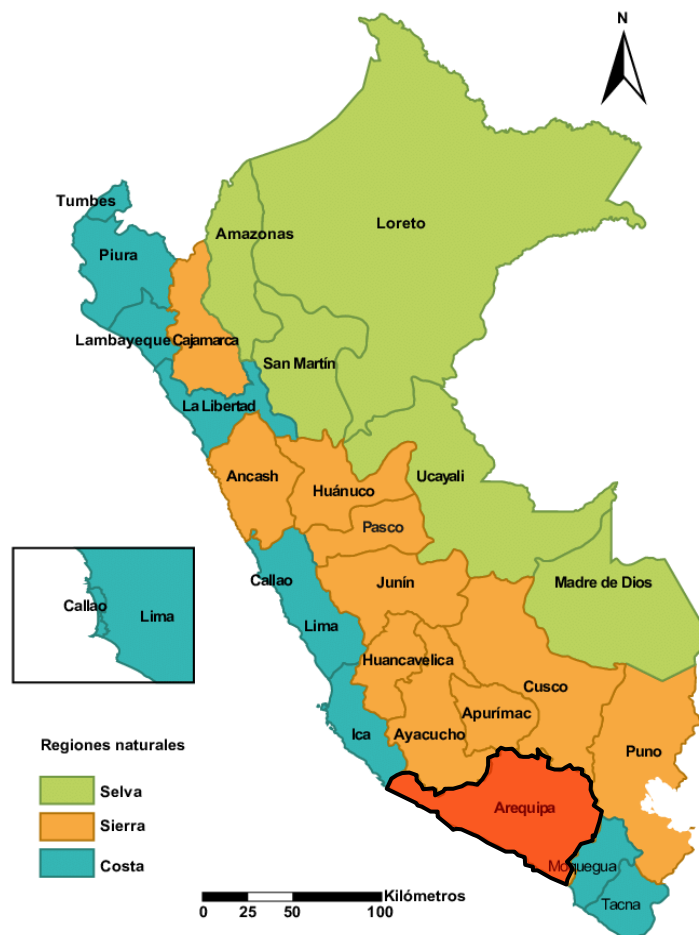 N
Tumbes
Loreto
Amazonas
Piura
Lambayeque
Cajamarca
San Martín
La Libertad
Ancash
Huánuco
Ucayali
Pasco
Callao
Junín
Madre de Dios
Callao
Lima
Lima
Huancavelica
Cusco
Apurímac
Ica
Ayacucho
Puno
Regiones naturales
Selva
Sierra
Costa
Arequipa
Moquegua
Tacna
Kilómetros
0 25 50 100